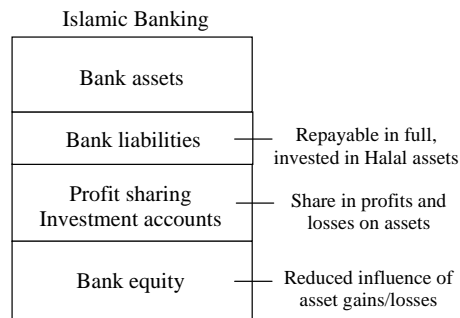 Islamic Banking
Bank assets
Bank liabilities
Repayable in full,
invested in Halal assets
Profit sharing
Investment accounts
Share in profits and
losses on assets
Bank equity
Reduced influence of
asset gains/losses